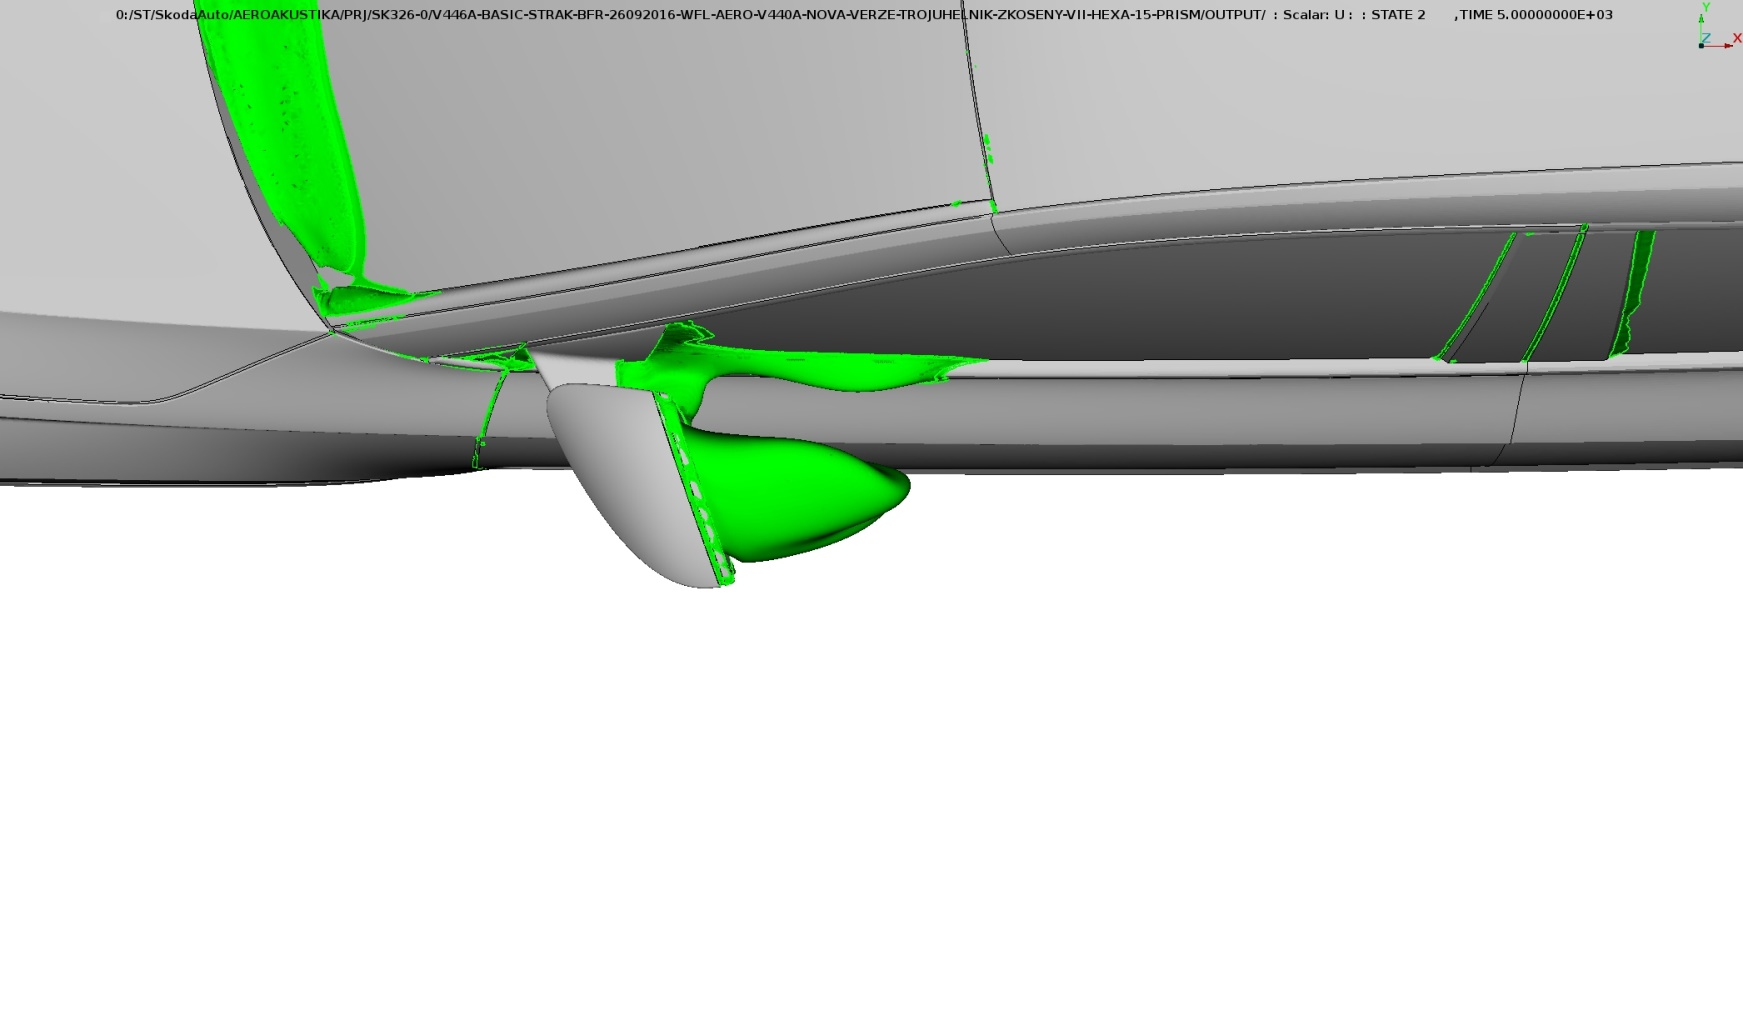 0:/ST/SkodaAuto/AEROAKUSTIKA/PRJ/SK326-0/V446A-BASIC-STRAK-BFR-26092016-WFL-AERO-V440A-NOVA-VERZE-TROJUHELNIK-ZKOSENY-VII-HEXA-15-PRISM/OUTPUT/ : Scalar: U : : STATE 2 ,TIME 5.00000000E+03
Y
Z X